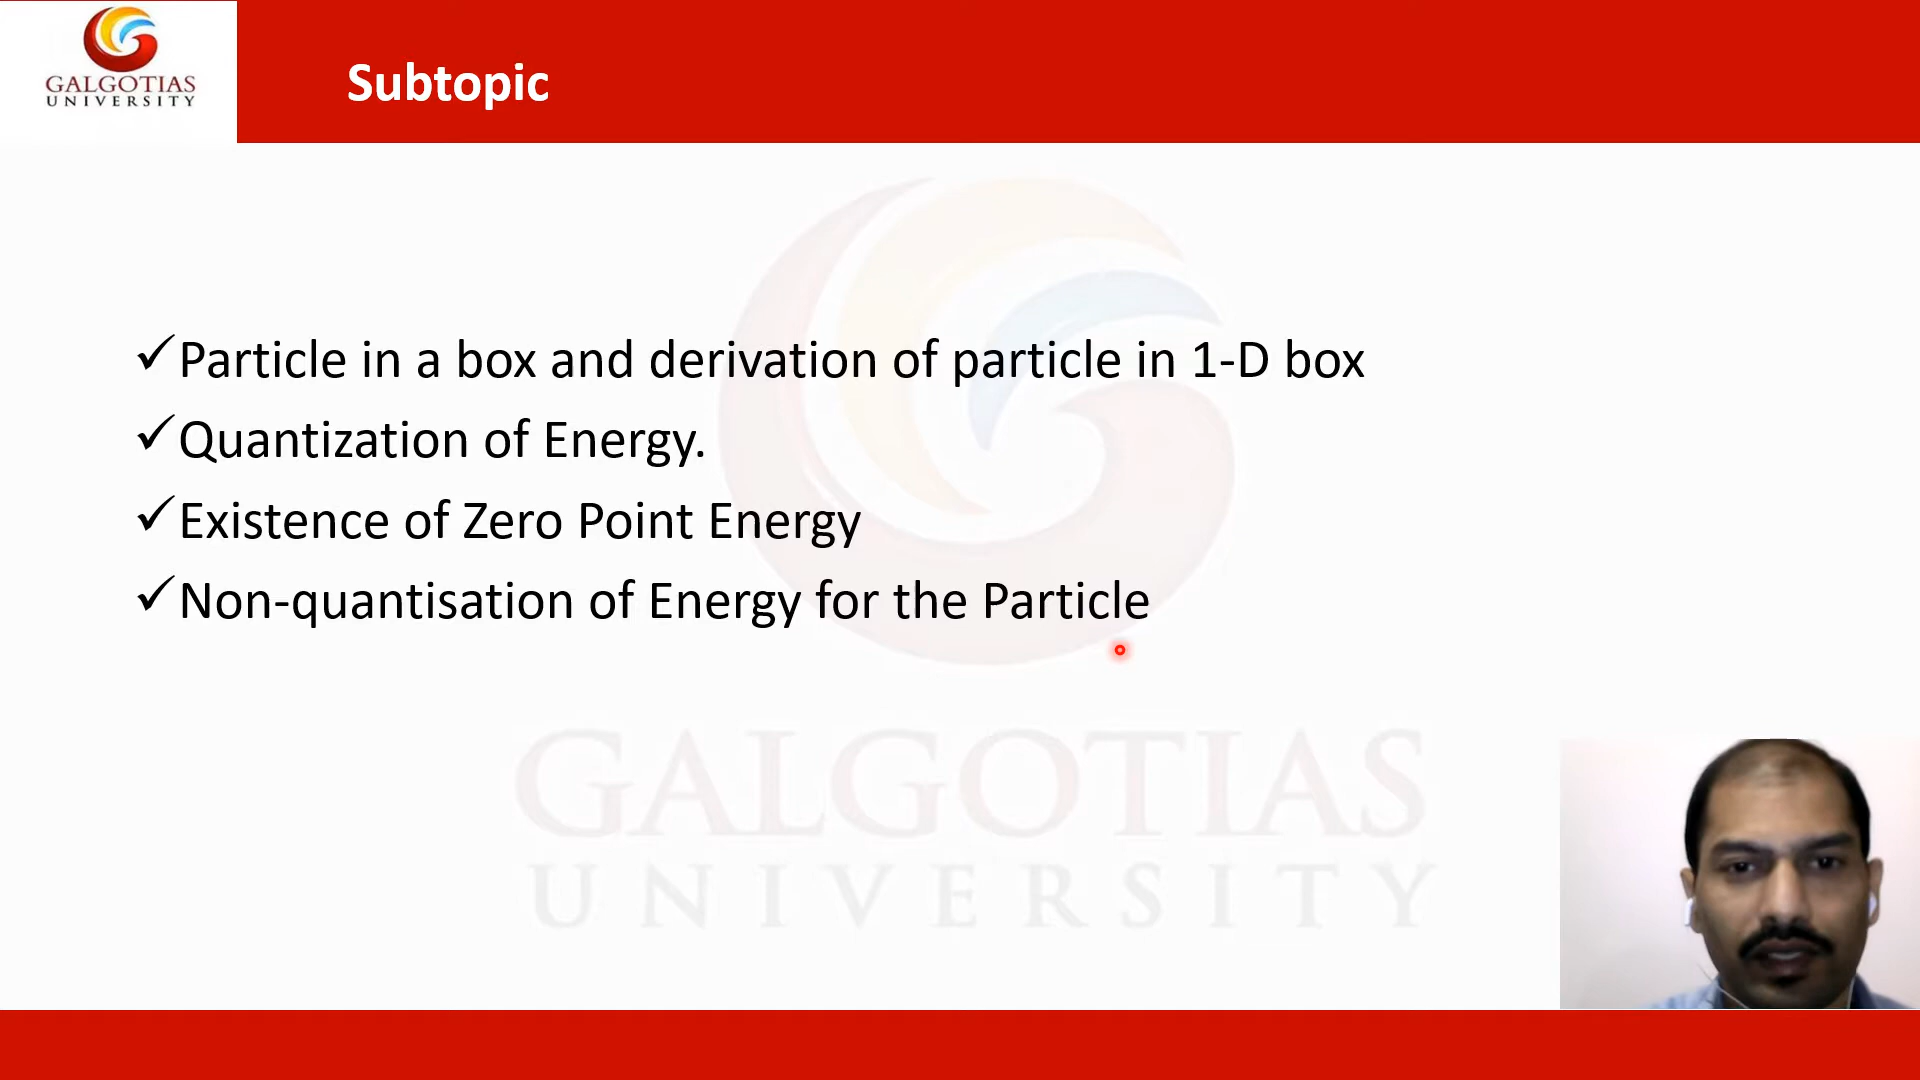 GALGOTIAS
UNIVERSITY
Subtopic
✓Particle in a box and derivation of particle in 1-D box
✓Quantization of Energy.
✓Existence of Zero Point Energy
✓Non-quantisation of Energy for the Particle
GALGOTIAS
UNIVERSITY